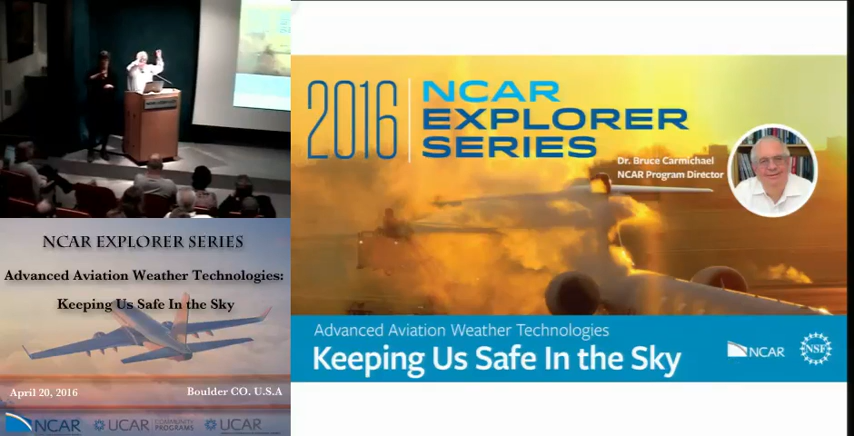 2016
NCAR
EXPLORER
SERIES
Dr. Bruce Carmichael
NCAR Program Director
Advanced Aviation Weather Technologies
Keeping Us Safe In the Sky
NCAR
NSF
NCAR EXPLORER SERIES
Advanced Aviation Weather Technologies:
Keeping Us Safe In the Sky
April 20, 2016
Boulder CO. U.S.A
NCAR
UCAR
COMMUNITY
PROGRAMS
UCAR